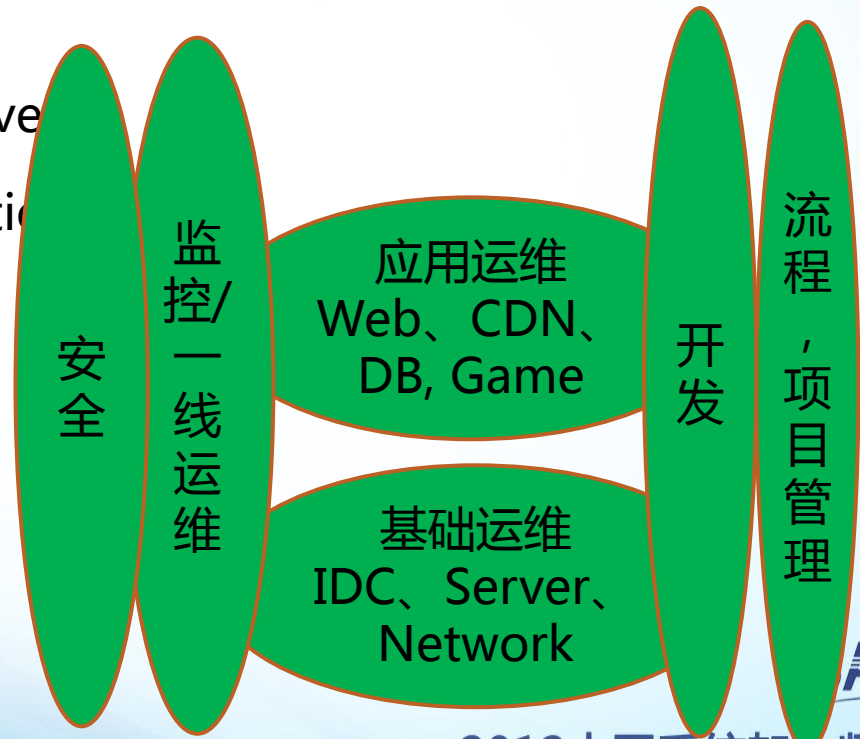 安全
监控/一线运维
应用运维
Web、CDN、
DB, Game
基础运维
IDC、Server、
Network
开发
流程,项目管理